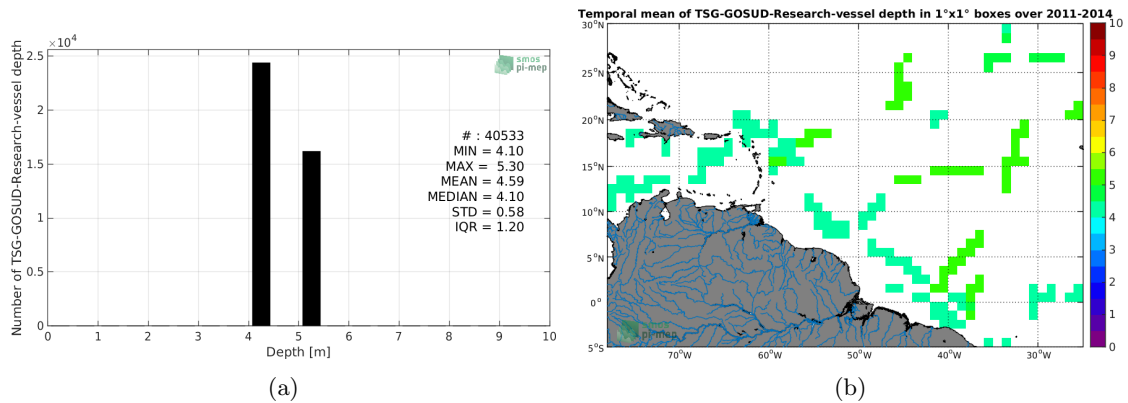 Number of TSG-GOSUD-Research-vessel depth
×10⁴
2.5
2
1.5
1
0.5
0
0 1 2 3 4 5 6 7 8 9 10
Depth [m]
smos
pi-mep
# : 40533
MIN = 4.10
MAX = 5.30
MEAN = 4.59
MEDIAN = 4.10
STD = 0.58
IQR = 1.20
(a)
Temporal mean of TSG-GOSUD-Research-vessel depth in 1°x1° boxes over 2011-2014
30°N
25°N
20°N
15°N
10°N
5°N
0°
5°S
70°W 60°W 50°W 40°W 30°W
pi-mep
10
9
8
7
6
5
4
3
2
1
0
(b)